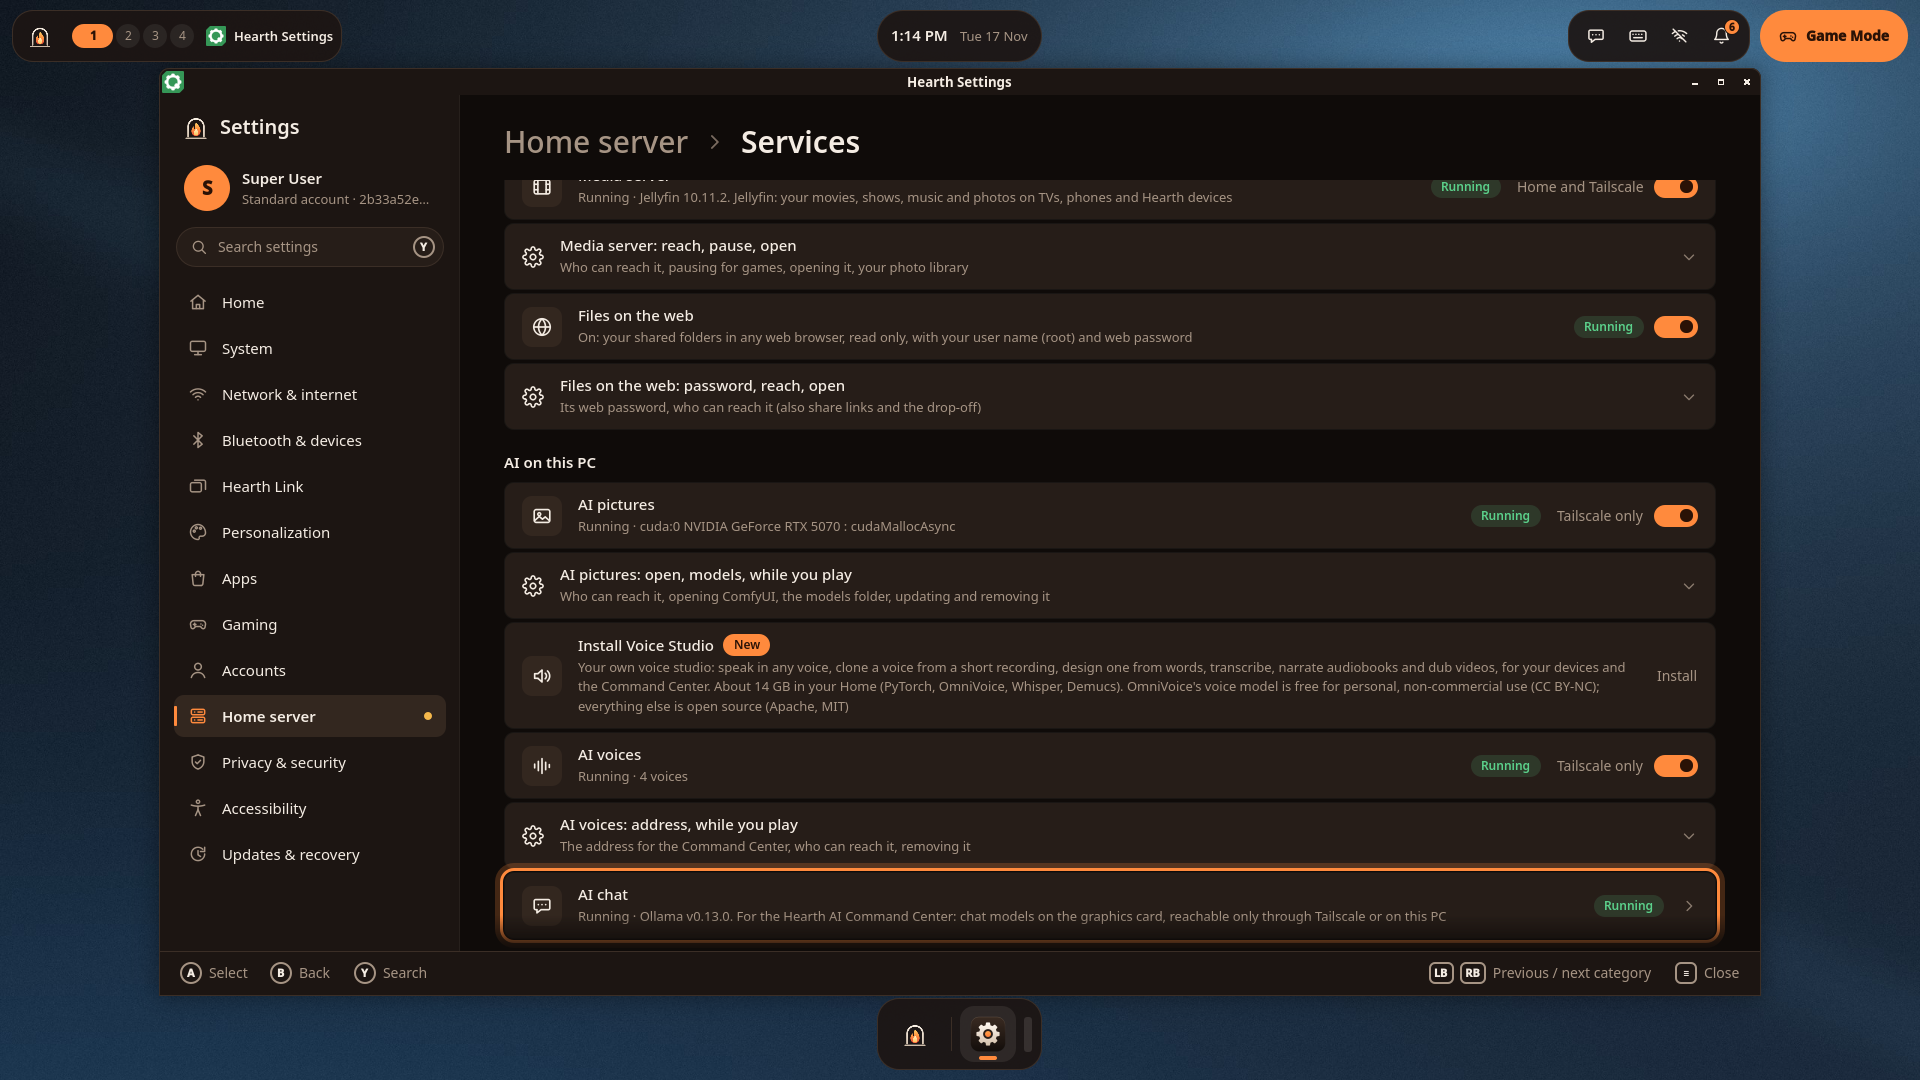 1 2 3 4 Hearth Settings
1:14 PM Tue 17 Nov
6
Game Mode
Hearth Settings
Settings
S
Super User
Standard account · 2b33a52e...
Search settings Y
Home
System
Network & internet
Bluetooth & devices
Hearth Link
Personalization
Apps
Gaming
Accounts
Home server
Privacy & security
Accessibility
Updates & recovery
Home server > Services
Running · Jellyfin 10.11.2. Jellyfin: your movies, shows, music and photos on TVs, phones and Hearth devices
Running Home and Tailscale
Media server: reach, pause, open
Who can reach it, pausing for games, opening it, your photo library
Files on the web
On: your shared folders in any web browser, read only, with your user name (root) and web password
Running
Files on the web: password, reach, open
Its web password, who can reach it (also share links and the drop-off)
AI on this PC
AI pictures
Running · cuda:0 NVIDIA GeForce RTX 5070 : cudaMallocAsync
Running Tailscale only
AI pictures: open, models, while you play
Who can reach it, opening ComfyUI, the models folder, updating and removing it
Install Voice Studio New
Your own voice studio: speak in any voice, clone a voice from a short recording, design one from words, transcribe, narrate audiobooks and dub videos, for your devices and
the Command Center. About 14 GB in your Home (PyTorch, OmniVoice, Whisper, Demucs). OmniVoice's voice model is free for personal, non-commercial use (CC BY-NC);
everything else is open source (Apache, MIT)
Install
AI voices
Running · 4 voices
Running Tailscale only
AI voices: address, while you play
The address for the Command Center, who can reach it, removing it
AI chat
Running · Ollama v0.13.0. For the Hearth AI Command Center: chat models on the graphics card, reachable only through Tailscale or on this PC
Running
A Select B Back Y Search
LB RB Previous / next category Close